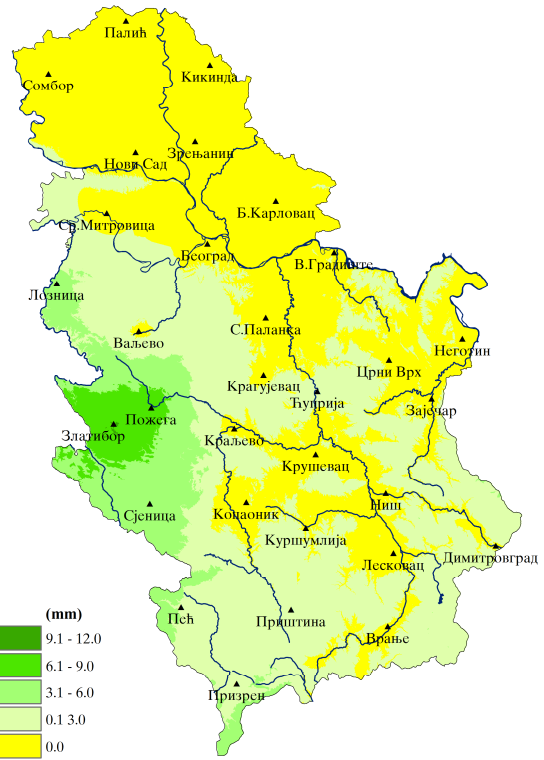 Палић
Кикинда
Сомбор
Зрењанин
Нови Сад
Б.Карловац
Ср.Митровица
Београд
В.Градиште
Лозница
С.Паланка
Ваљево
Неготин
Црни Врх
Крагујевац
Ћуприја
Зајечар
Пожега
Златибор
Краљево
Крушевац
Ниш
Копаоник
Сјеница
Куршумлија
Димитровград
Лесковац
Пећ
Приштина
Врање
Призрен
(mm)
9.1 - 12.0
6.1 - 9.0
3.1 - 6.0
0.1 3.0
0.0